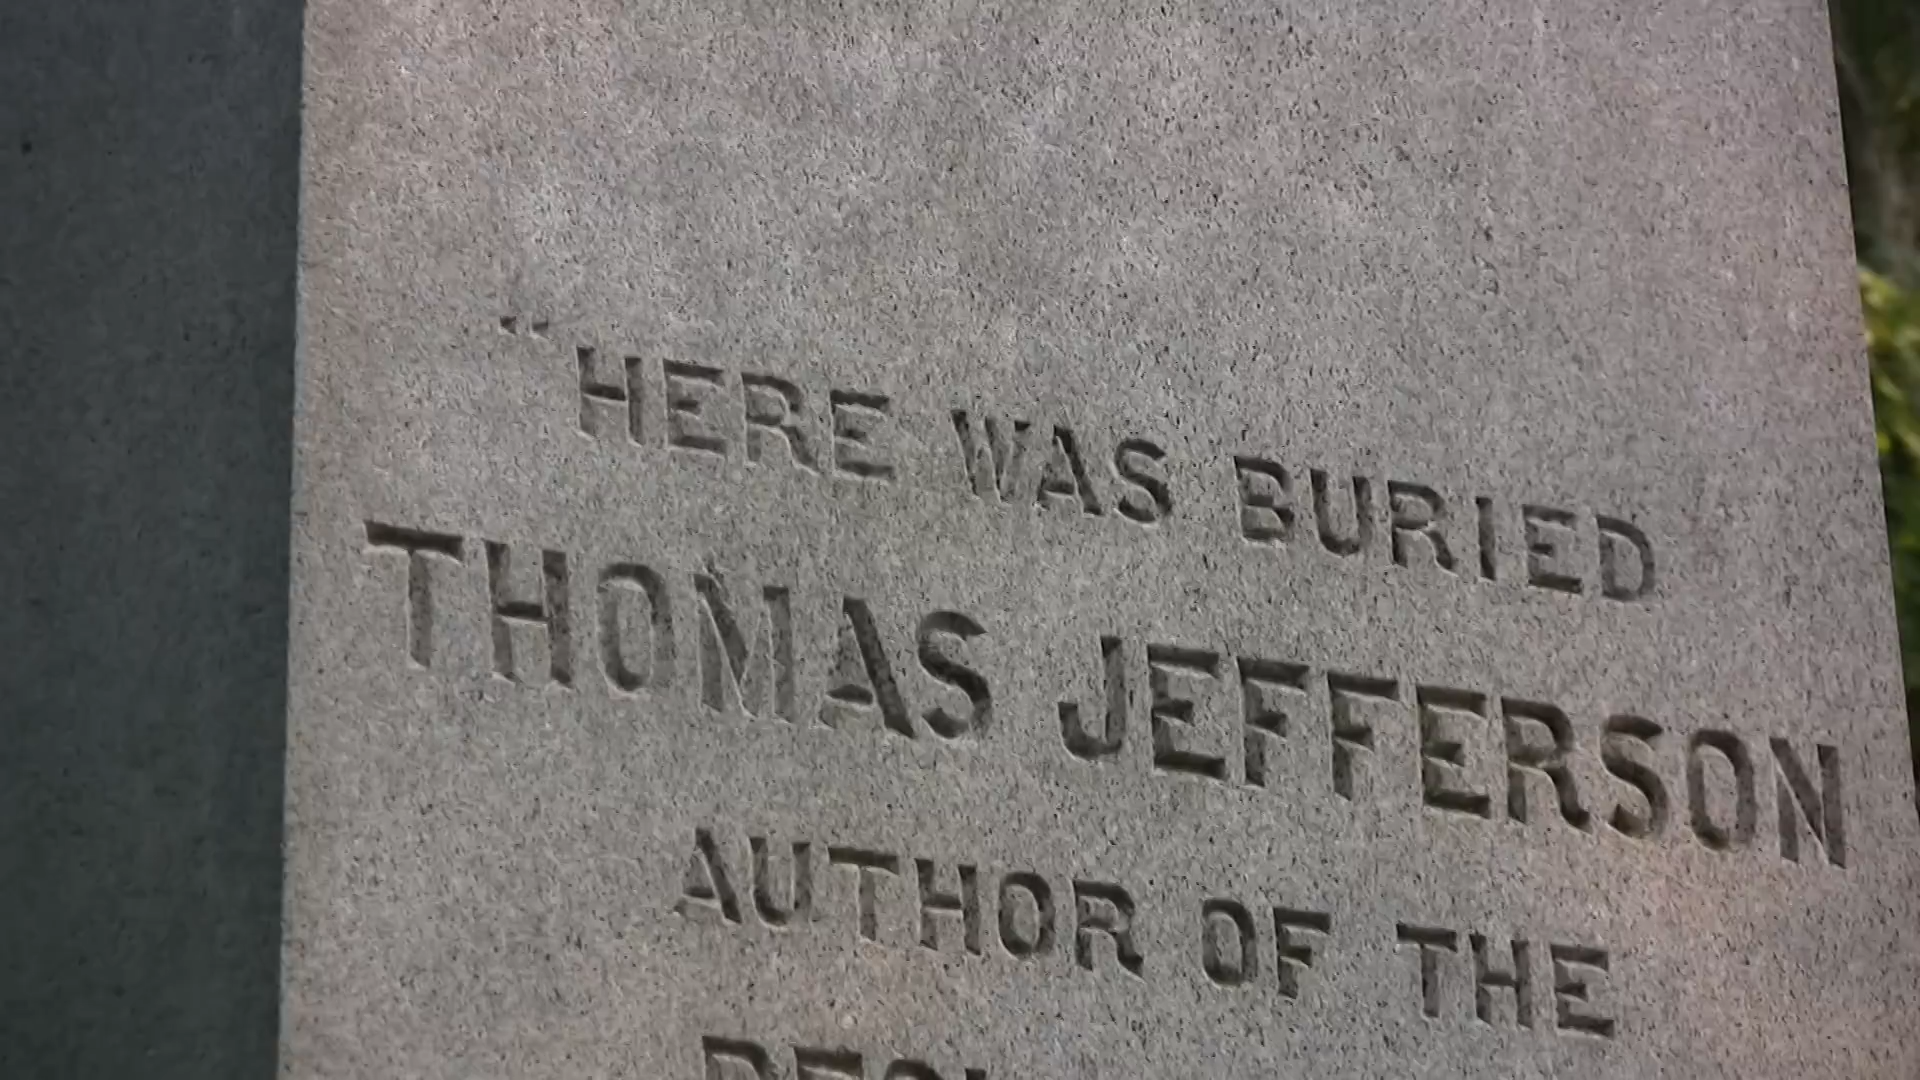 "HERE WAS BURIED
THOMAS JEFFERSON
AUTHOR OF THE